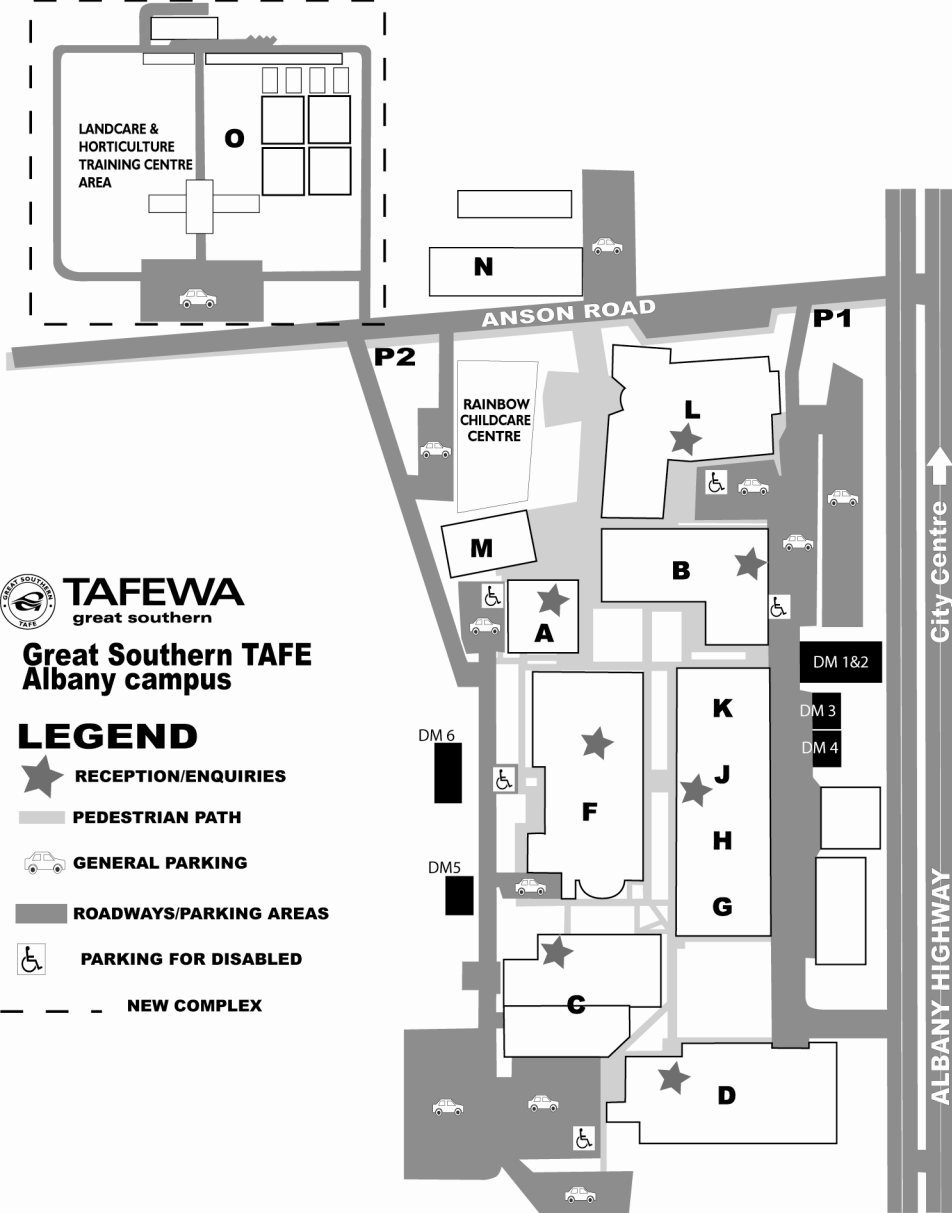 LANDCARE &
HORTICULTURE
TRAINING CENTRE
AREA
O
N
ANSON ROAD
P1
P2
RAINBOW
CHILDCARE
CENTRE
L
M
B
A
City Centre
GREAT SOUTHERN
TAFE
TAFEWA
great southern
Great Southern TAFE
Albany campus
DM 1&2
DM 3
DM 4
K
J
H
G
F
DM 6
DM5
LEGEND
RECEPTION/ENQUIRIES
PEDESTRIAN PATH
GENERAL PARKING
ROADWAYS/PARKING AREAS
PARKING FOR DISABLED
NEW COMPLEX
C
D
ALBANY HIGHWAY